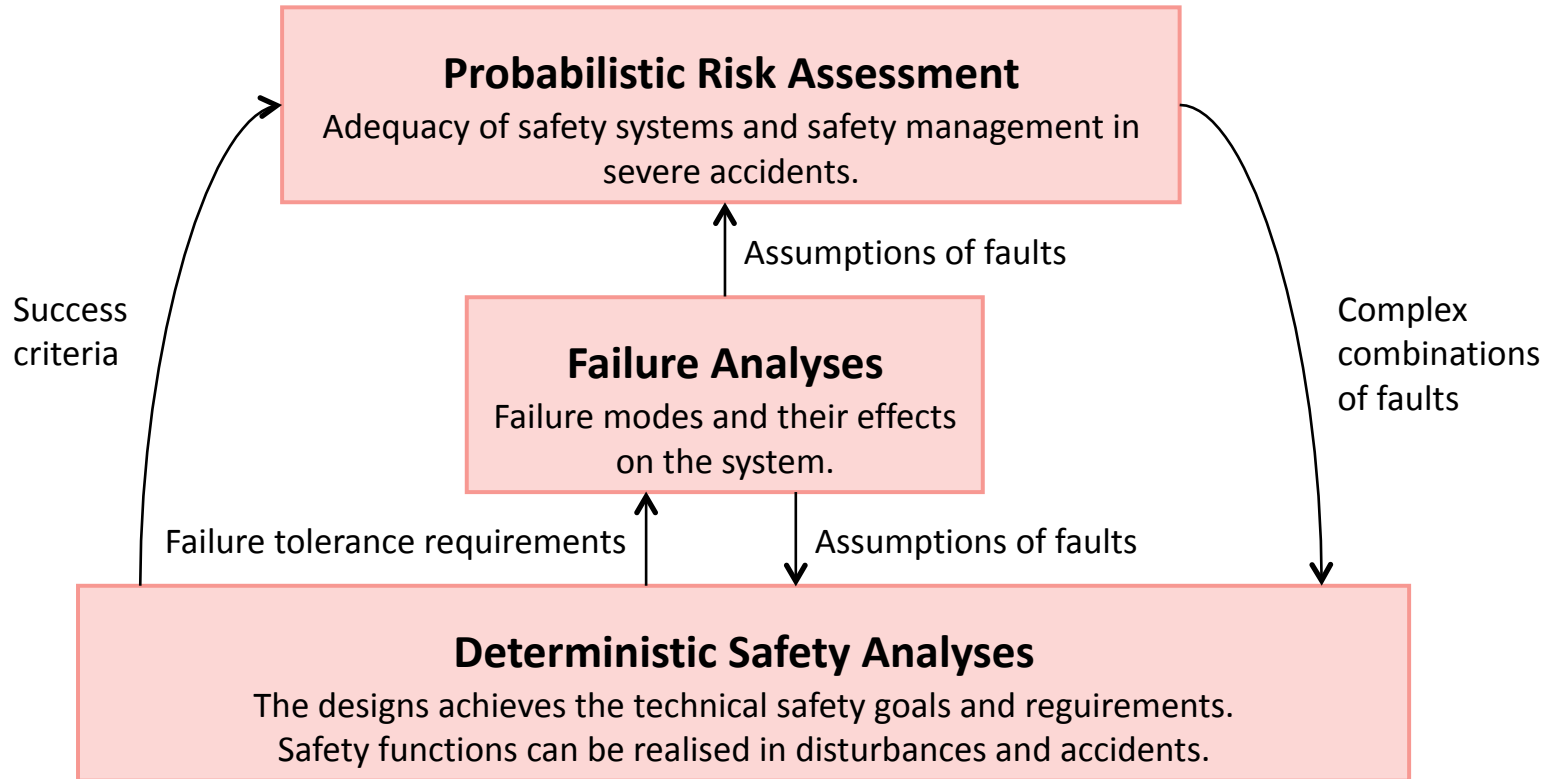 Probabilistic Risk Assessment
Adequacy of safety systems and safety management in
severe accidents.
Assumptions of faults
Success
criteria
Complex
combinations
of faults
Failure Analyses
Failure modes and their effects
on the system.
Failure tolerance requirements
Assumptions of faults
Deterministic Safety Analyses
The designs achieves the technical safety goals and reguirements.
Safety functions can be realised in disturbances and accidents.